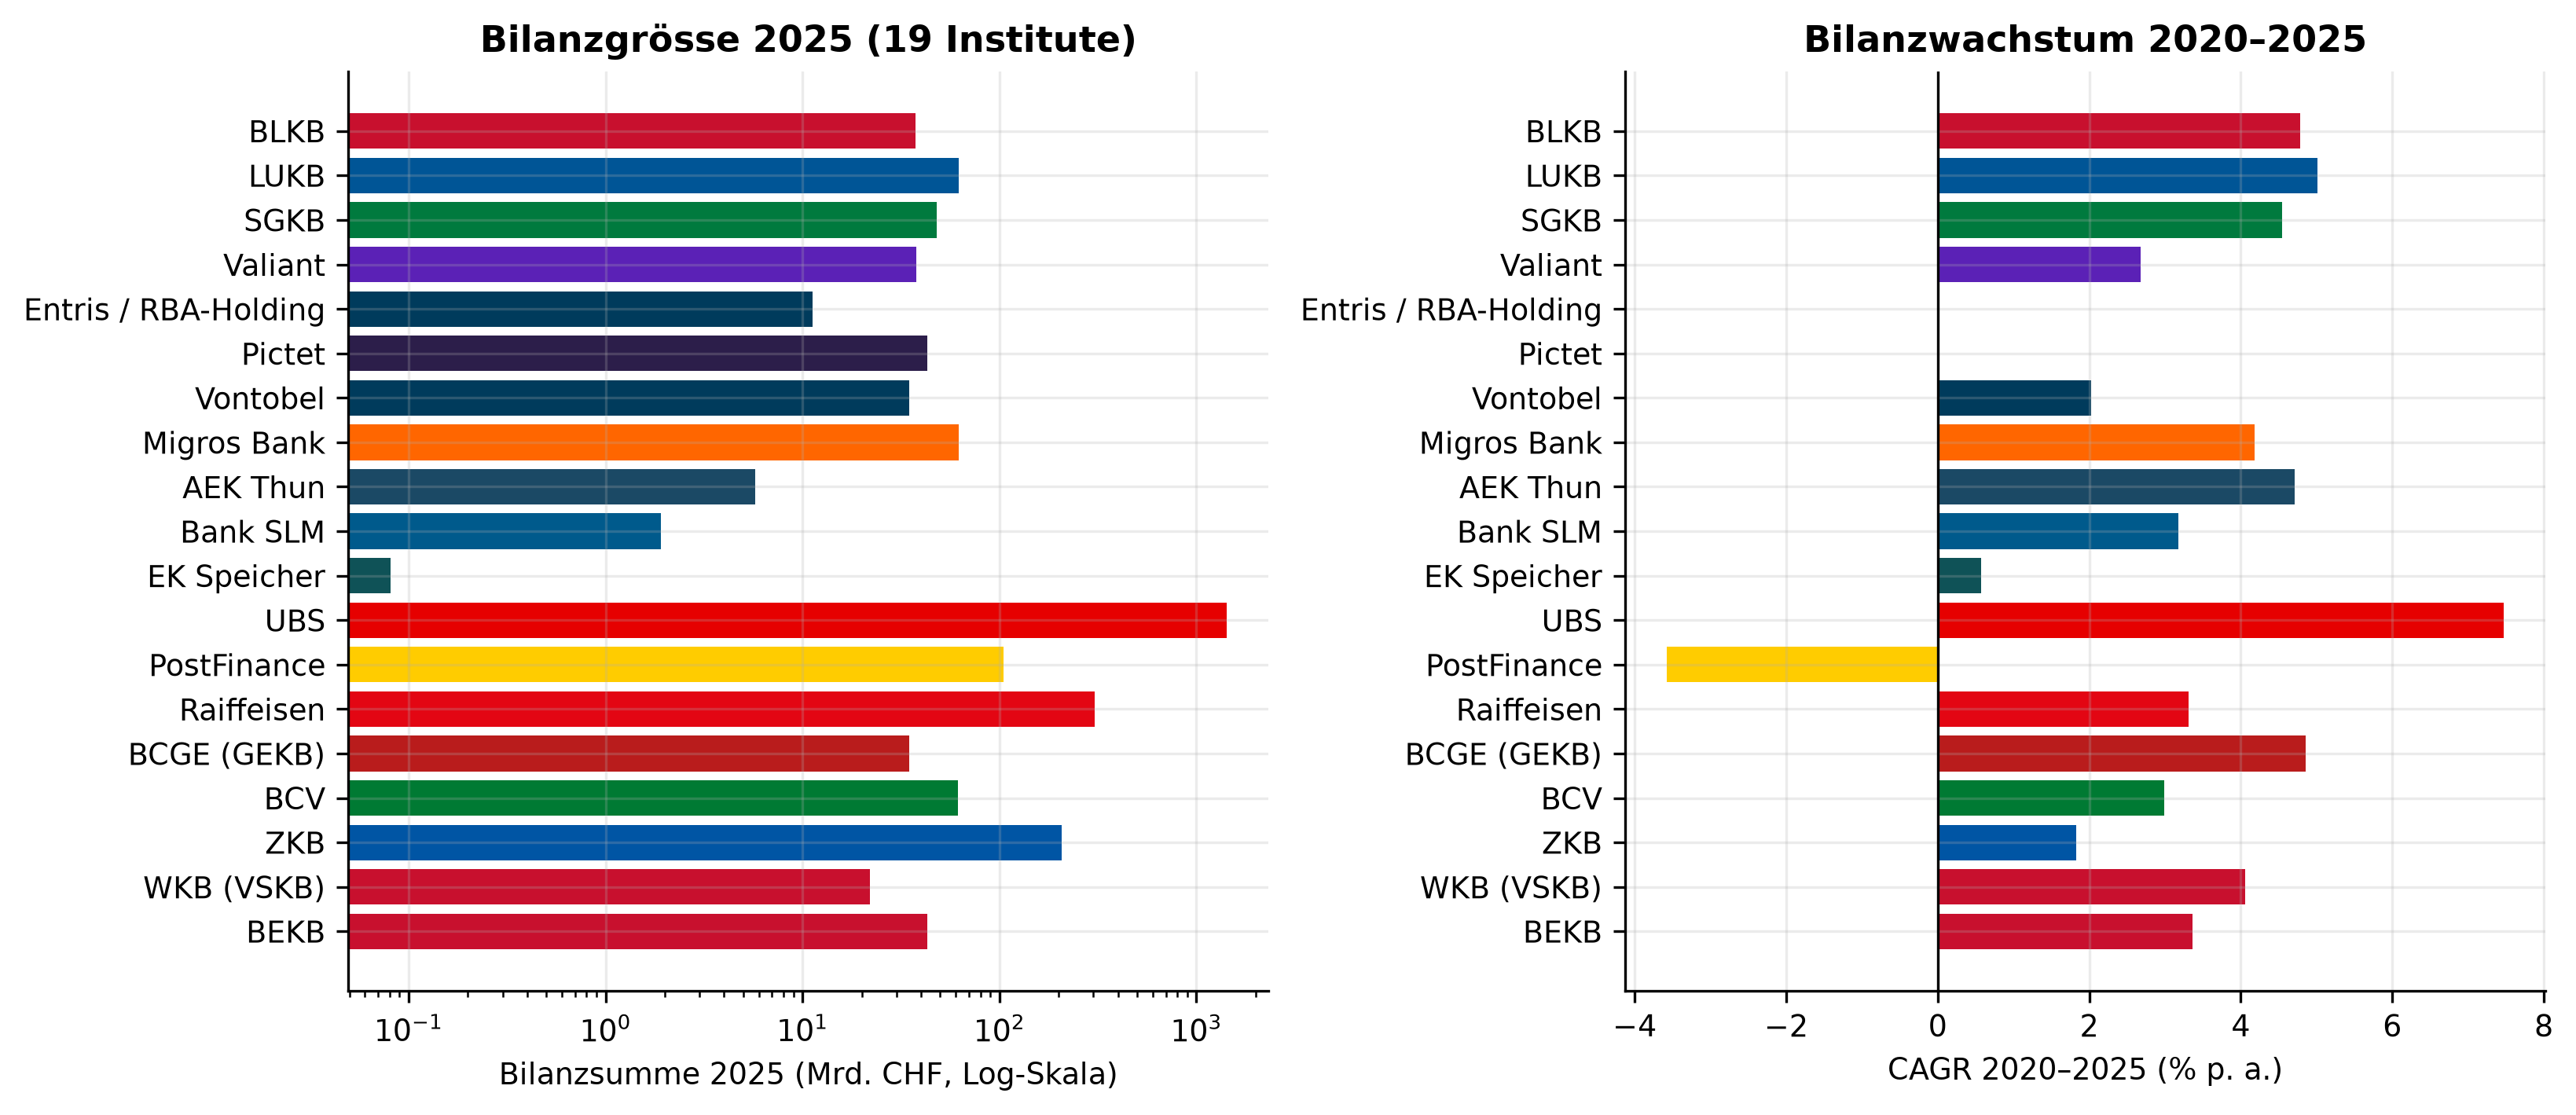 Bilanzgrösse 2025 (19 Institute)
BLKB
LUKB
SGKB
Valiant
Entris / RBA-Holding
Pictet
Vontobel
Migros Bank
AEK Thun
Bank SLM
EK Speicher
UBS
PostFinance
Raiffeisen
BCGE (GEKB)
BCV
ZKB
WKB (VSKB)
BEKB
10⁻¹ 10⁰ 10¹ 10² 10³
Bilanzsumme 2025 (Mrd. CHF, Log-Skala)
Bilanzwachstum 2020–2025
BLKB
LUKB
SGKB
Valiant
Entris / RBA-Holding
Pictet
Vontobel
Migros Bank
AEK Thun
Bank SLM
EK Speicher
UBS
PostFinance
Raiffeisen
BCGE (GEKB)
BCV
ZKB
WKB (VSKB)
BEKB
−4 −2 0 2 4 6 8
CAGR 2020–2025 (% p. a.)